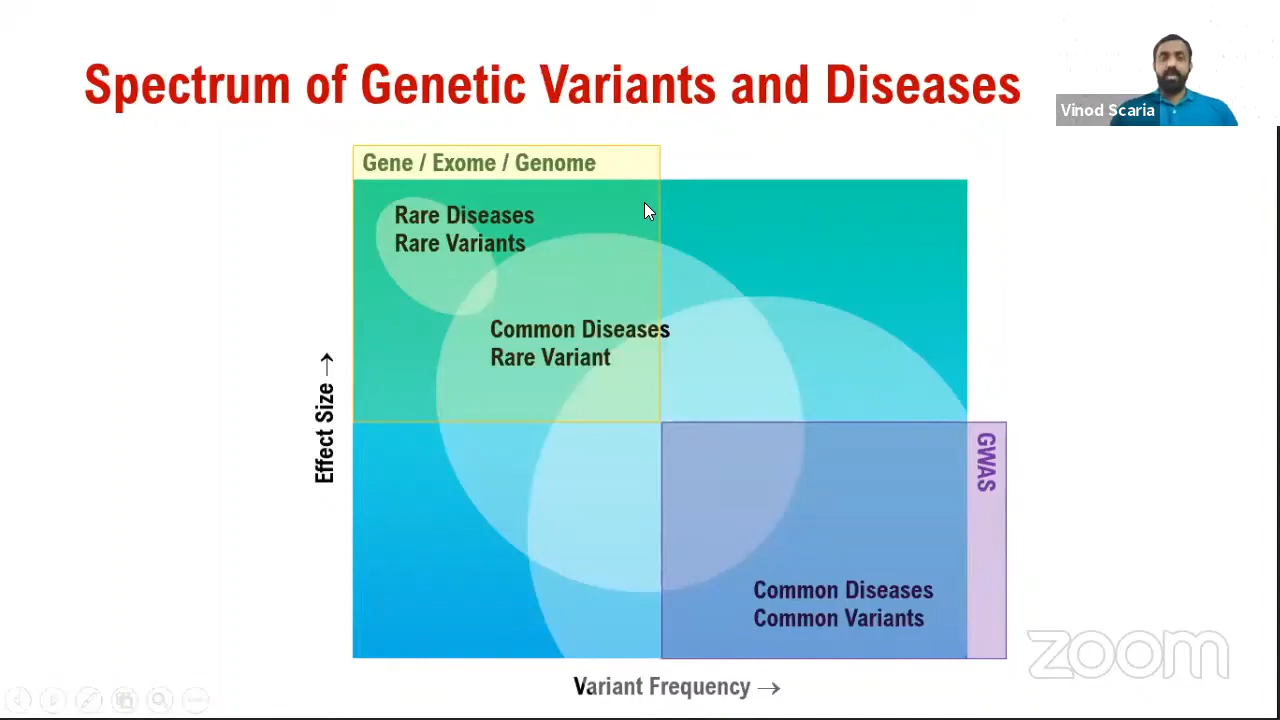 Spectrum of Genetic Variants and Diseases
Vinod Scaria
Gene / Exome / Genome
Rare Diseases
Rare Variants
Common Diseases
Rare Variant
Effect Size →
GWAS
Common Diseases
Common Variants
zoom
Variant Frequency →